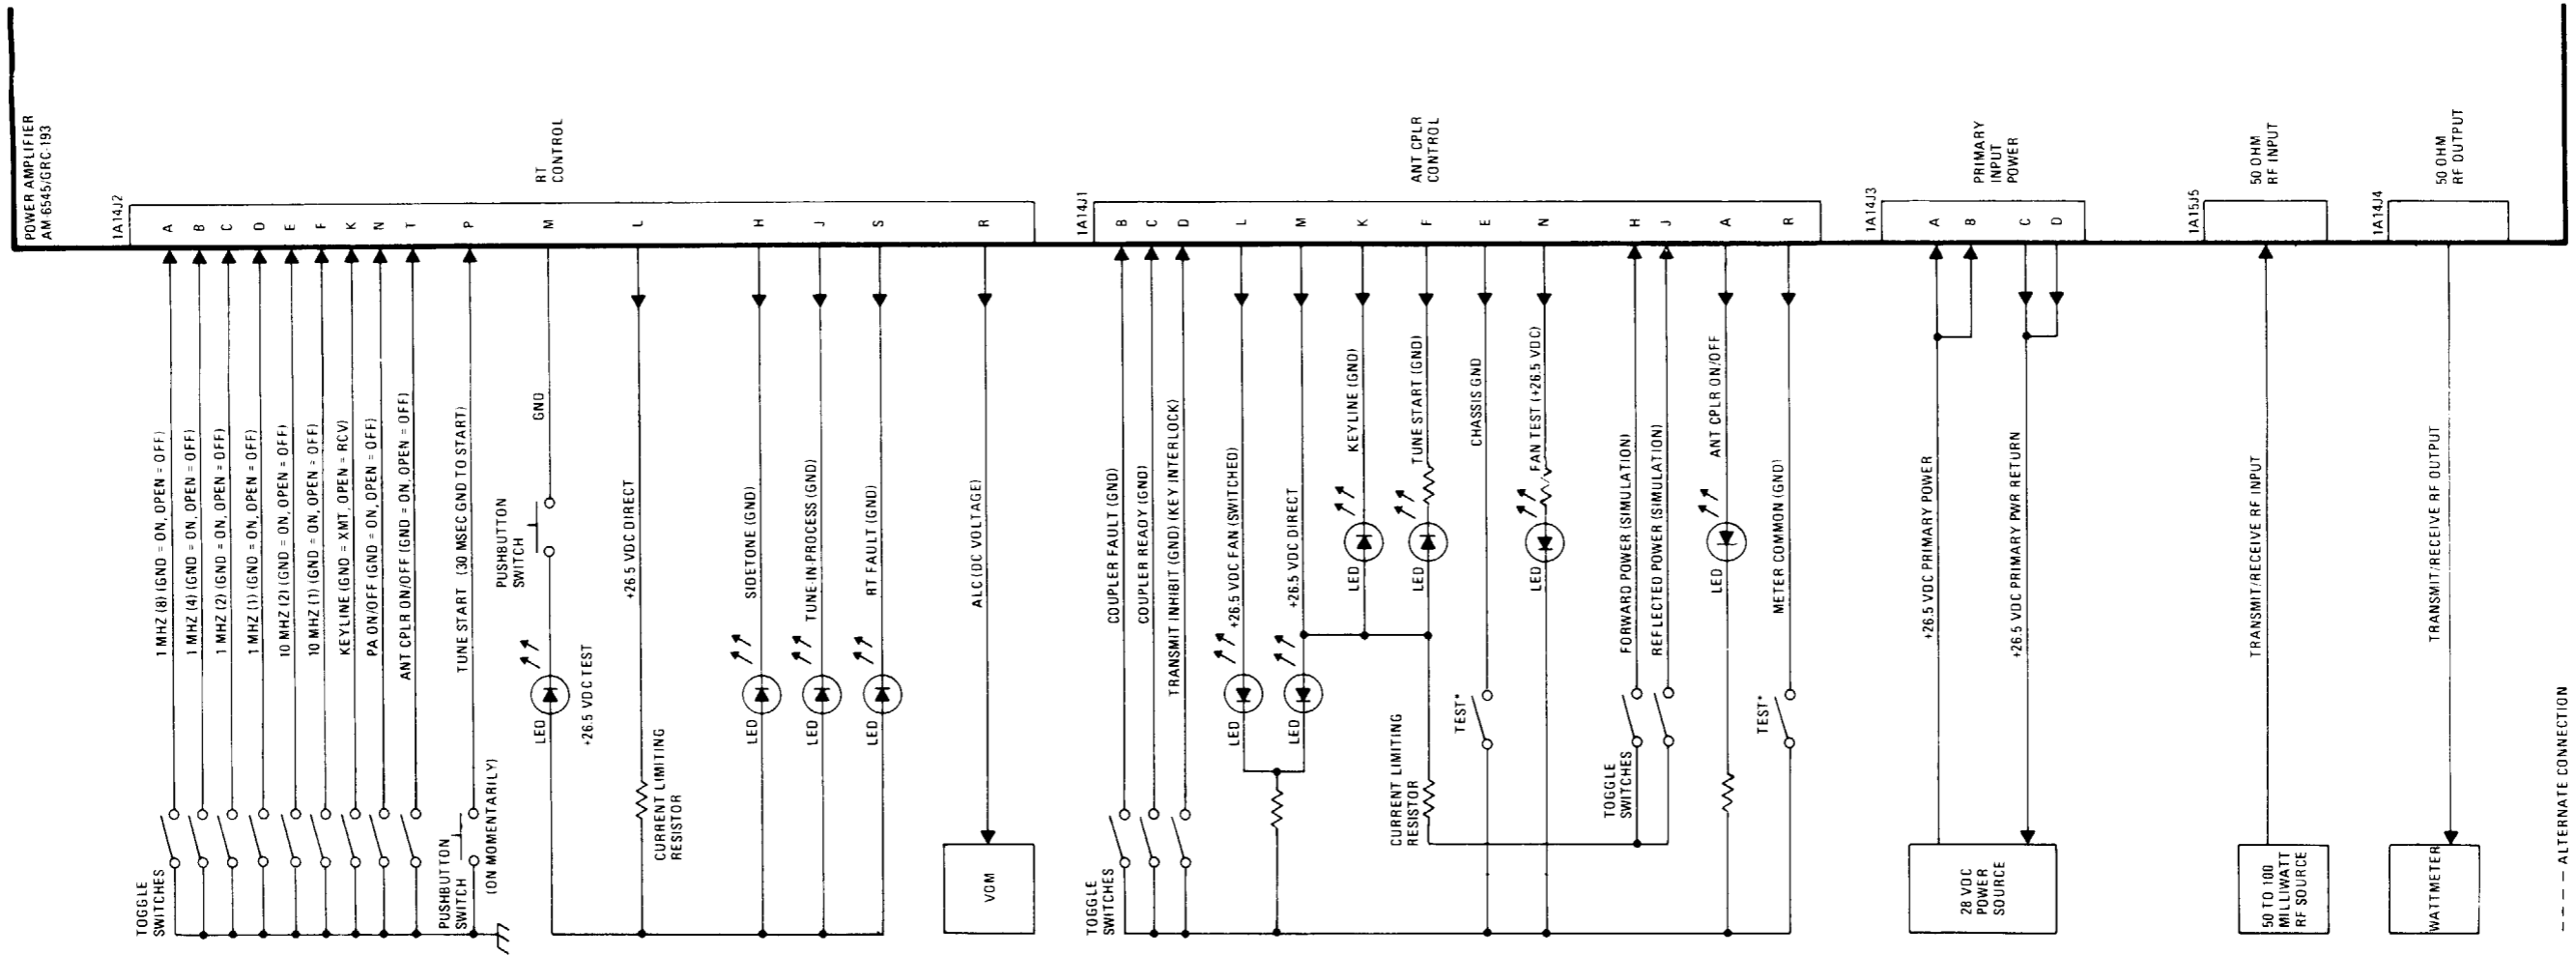 POWER AMPLIFIER
AM-6545/GRC-193
1A14J2
A
B
C
D
E
F
K
N
T
P
M
L
H
J
S
R
RT
CONTROL
1 MHZ (8) (GND = ON, OPEN = OFF)
1 MHZ (4) (GND = ON, OPEN = OFF)
1 MHZ (2) (GND = ON, OPEN = OFF)
1 MHZ (1) (GND = ON, OPEN = OFF)
10 MHZ (2) (GND = ON, OPEN = OFF)
10 MHZ (1) (GND = ON, OPEN = OFF)
KEYLINE (GND = XMT, OPEN = RCV)
PA ON/OFF (GND = ON, OPEN = OFF)
ANT CPLR ON/OFF (GND = ON, OPEN = OFF)
TUNE START (30 MSEC GND TO START)
TOGGLE
SWITCHES
PUSHBUTTON
SWITCH
(ON MOMENTARILY)
GND
PUSHBUTTON
SWITCH
LED
+26.5 VDC TEST
+26.5 VDC DIRECT
CURRENT LIMITING
RESISTOR
SIDETONE (GND)
LED
TUNE-IN-PROCESS (GND)
LED
RT FAULT (GND)
LED
ALC (DC VOLTAGE)
VOM
1A14J1
B
C
D
L
M
K
F
E
N
H
J
A
R
ANT CPLR
CONTROL
COUPLER FAULT (GND)
COUPLER READY (GND)
TRANSMIT INHIBIT (GND) (KEY INTERLOCK)
TOGGLE
SWITCHES
+26.5 VDC FAN (SWITCHED)
LED
+26.5 VDC DIRECT
LED
KEYLINE (GND)
LED
TUNE START (GND)
LED
CURRENT LIMITING
RESISTOR
CHASSIS GND
TEST*
FAN TEST (+26.5 VDC)
LED
FORWARD POWER (SIMULATION)
REFLECTED POWER (SIMULATION)
TOGGLE
SWITCHES
ANT CPLR ON/OFF
LED
METER COMMON (GND)
TEST*
1A14J3
A
B
C
D
PRIMARY
INPUT
POWER
+26.5 VDC PRIMARY POWER
+26.5 VDC PRIMARY PWR RETURN
28 VDC
POWER
SOURCE
1A15J5
50 OHM
RF INPUT
TRANSMIT/RECEIVE RF INPUT
50 TO 100
MILLIWATT
RF SOURCE
1A14J4
50 OHM
RF OUTPUT
TRANSMIT/RECEIVE RF OUTPUT
WATTMETER
– – – – ALTERNATE CONNECTION